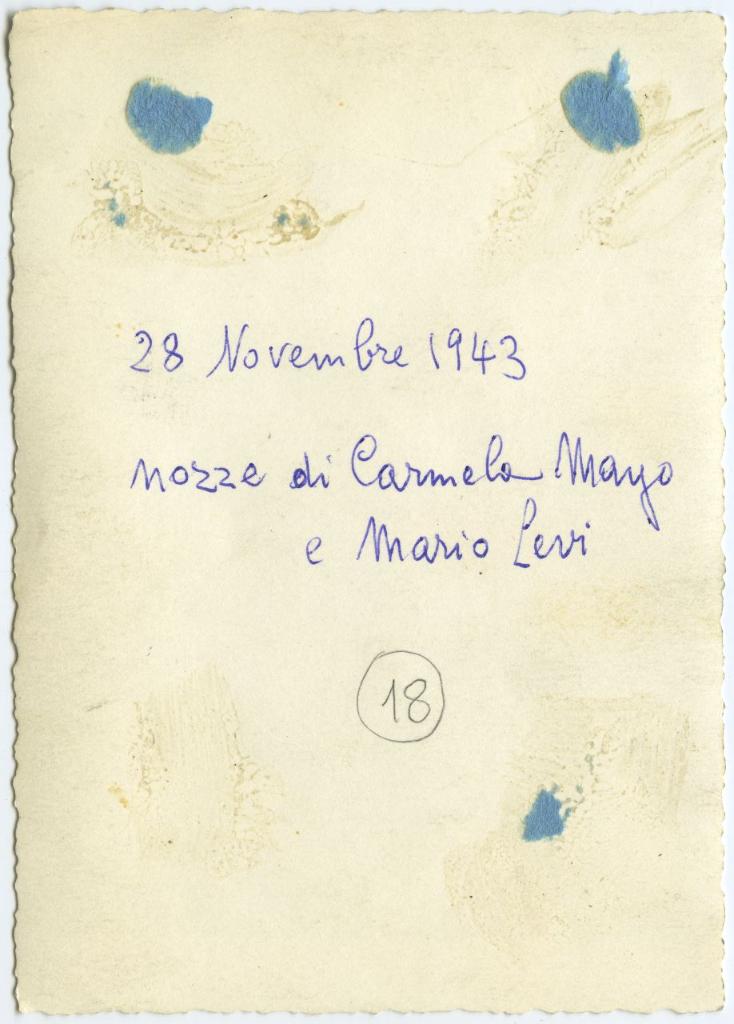 28 Novembre 1943
nozze di Carmela Mayo
e Mario Levi
18